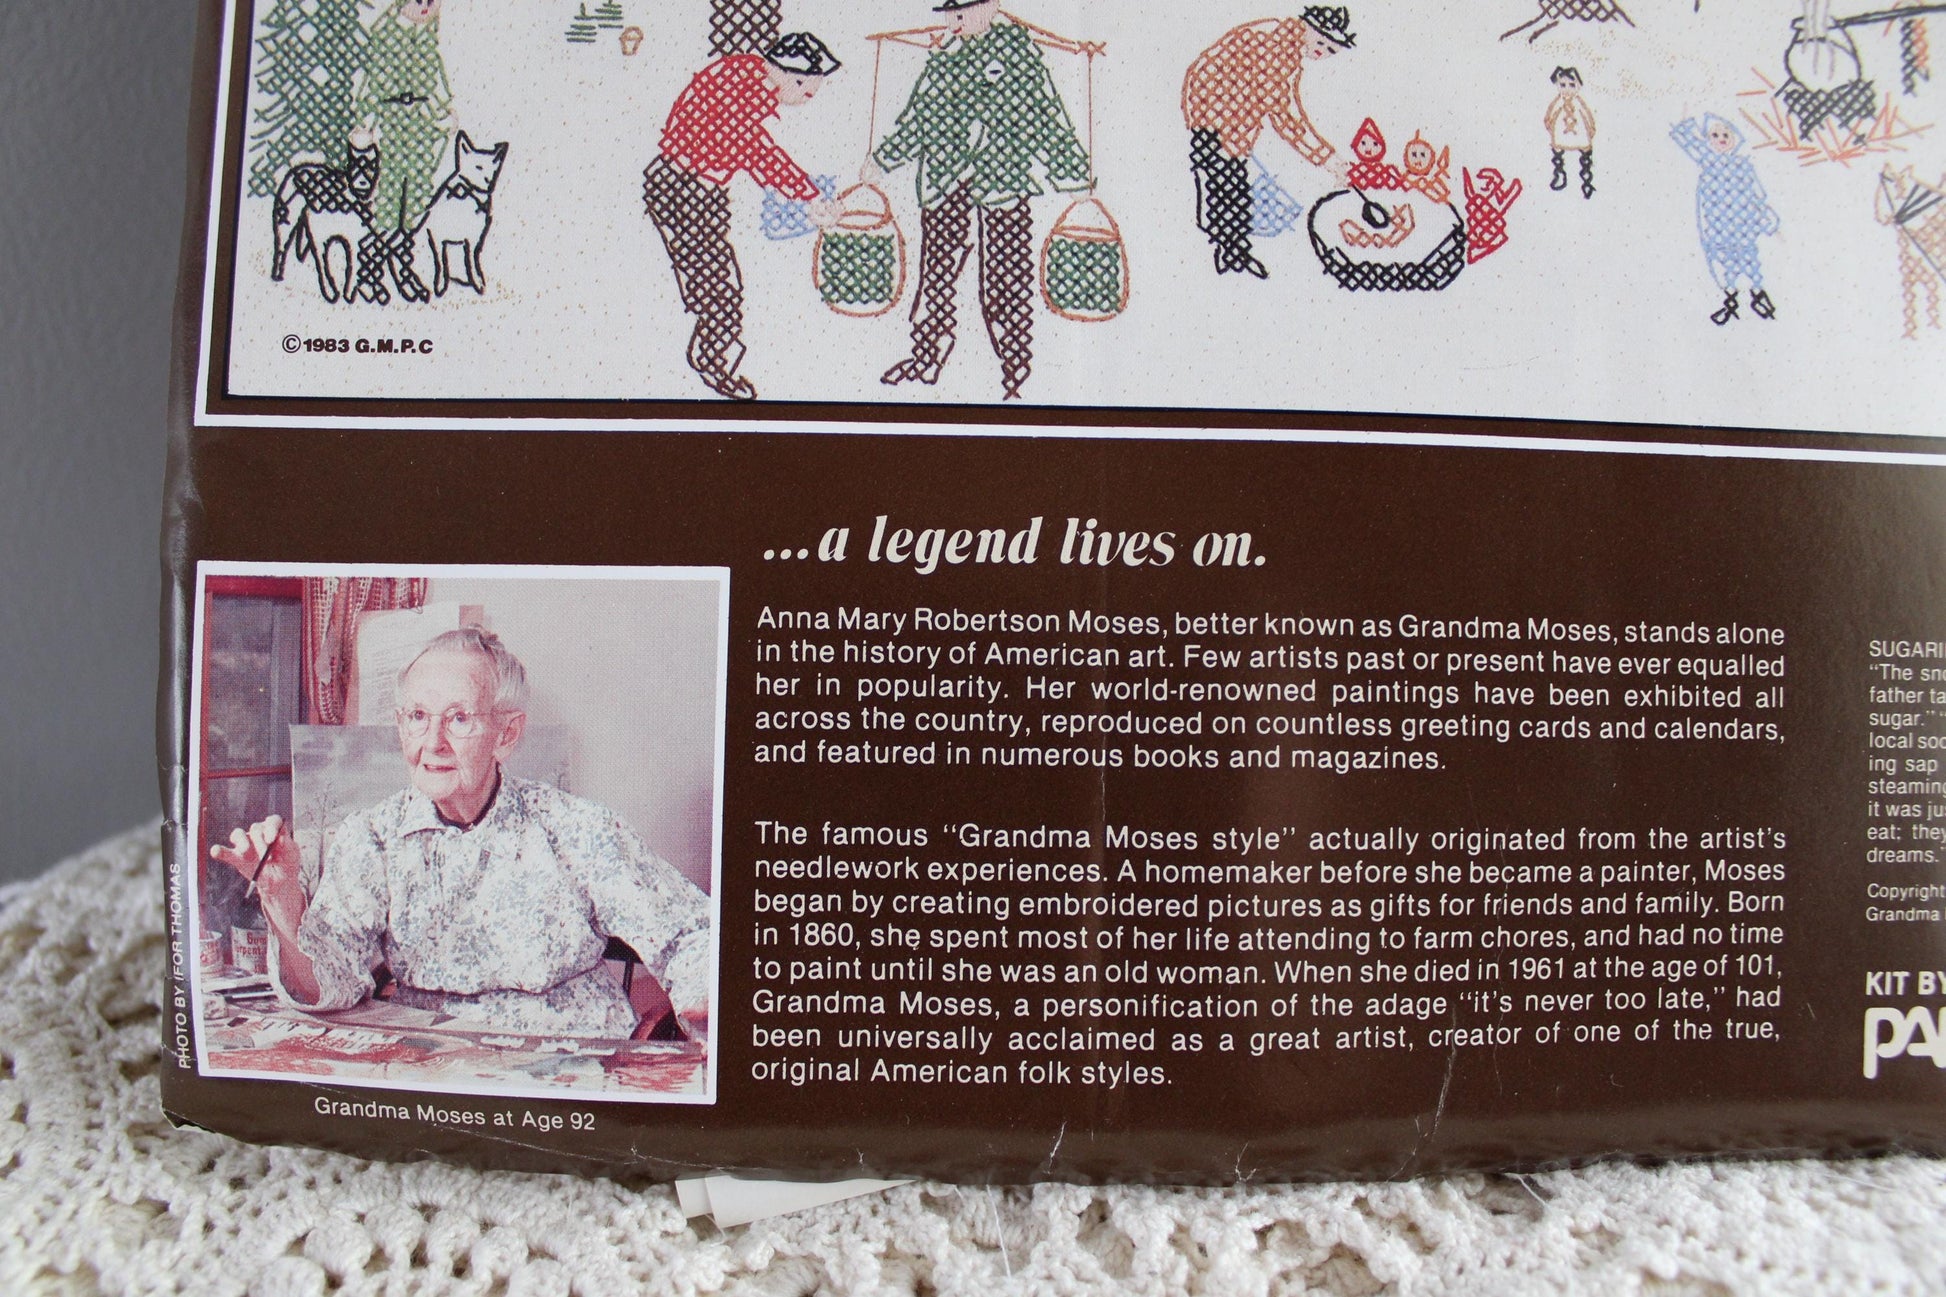 ©1983 G.M.P.C
...a legend lives on.
Anna Mary Robertson Moses, better known as Grandma Moses, stands alone
in the history of American art. Few artists past or present have ever equalled
her in popularity. Her world-renowned paintings have been exhibited all
across the country, reproduced on countless greeting cards and calendars,
and featured in numerous books and magazines.
The famous “Grandma Moses style” actually originated from the artist's
needlework experiences. A homemaker before she became a painter, Moses
began by creating embroidered pictures as gifts for friends and family. Born
in 1860, she spent most of her life attending to farm chores, and had no time
to paint until she was an old woman. When she died in 1961 at the age of 101,
Grandma Moses, a personification of the adage “it's never too late,” had
been universally acclaimed as a great artist, creator of one of the true,
original American folk styles.
PHOTO BY IFOR THOMAS
Grandma Moses at Age 92
SUGARI
“The sno
father ta
sugar.” “
local soc
ing sap
steaming
it was jus
eat; they
dreams.”
Copyright
Grandma
KIT BY
PA